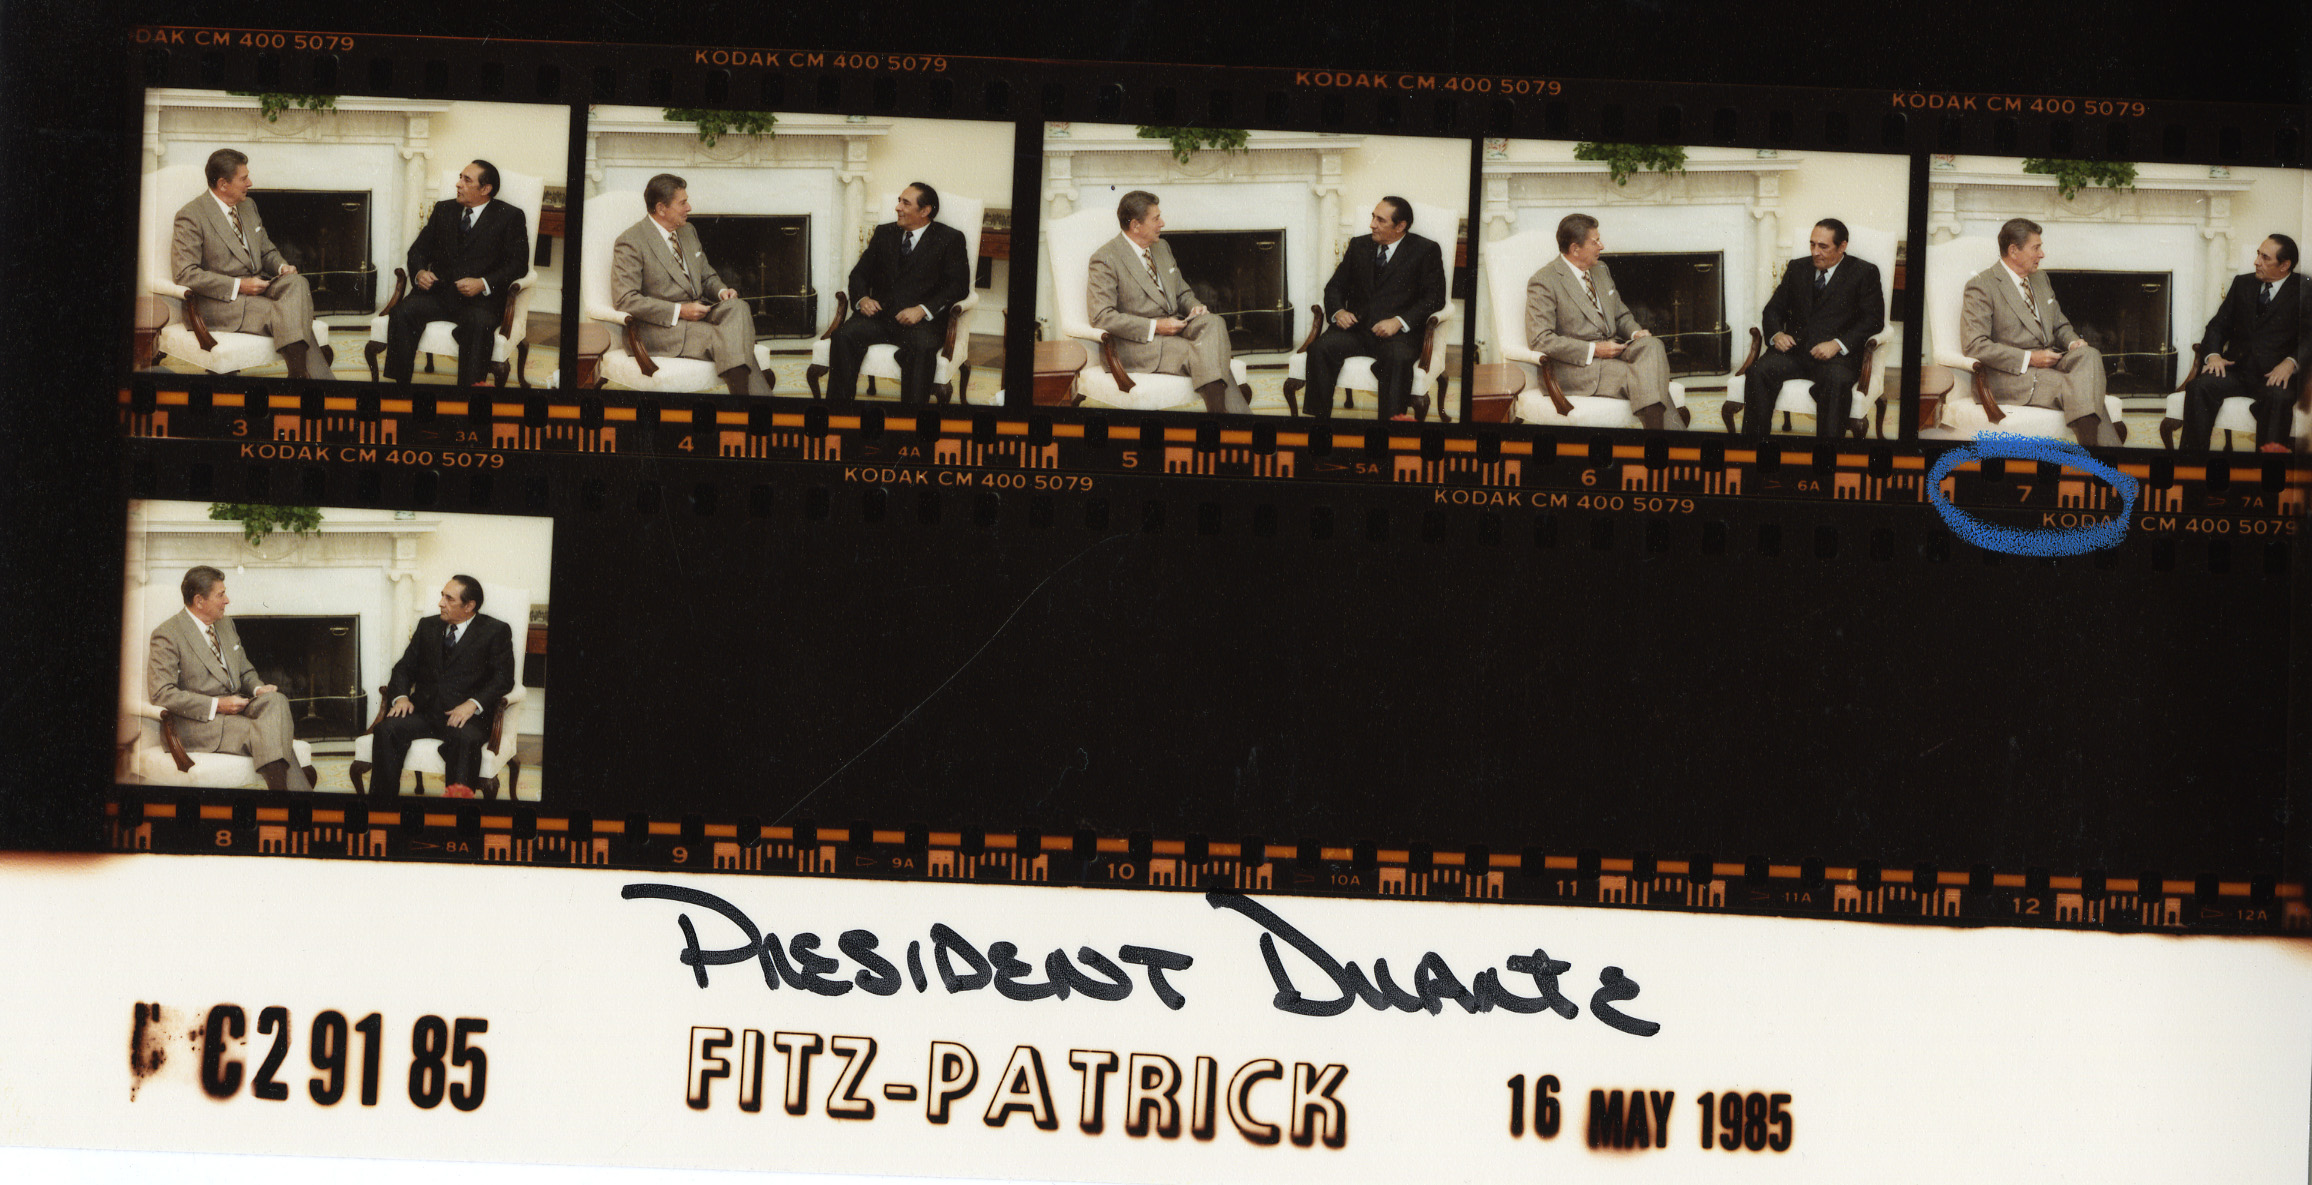 DAK CM 400 5079
KODAK CM 400 5079
KODAK CM 400 5079
KODAK CM 400 5079
3 3A 4 4A 5 5A 6 6A 7 7A
KODAK CM 400 5079
KODAK CM 400 5079
KODAK CM 400 5079
KODAK CM 400 5079
8 8A 9 9A 10 10A 11 11A 12 12A
PRESIDENT DUARTE
C29185
FITZ-PATRICK
16 MAY 1985